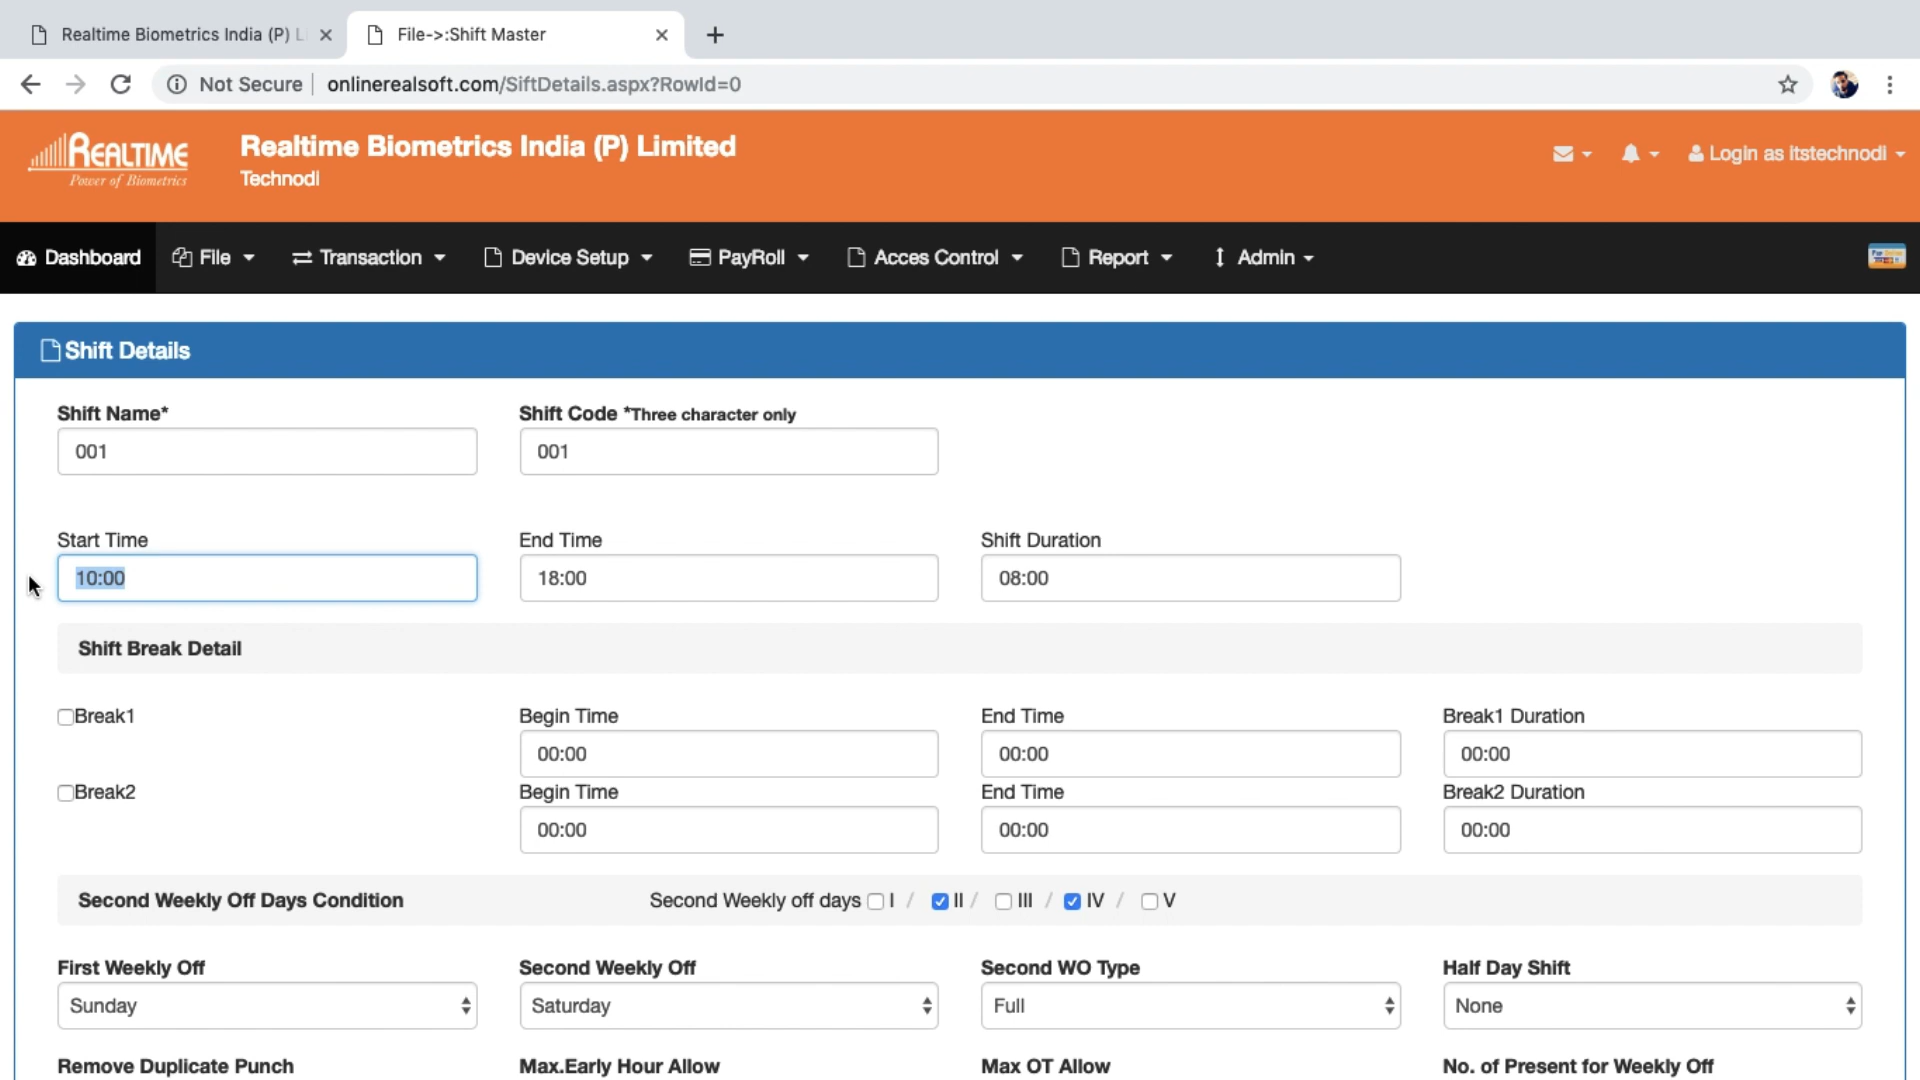 Realtime Biometrics India (P) L
File->:Shift Master
Not Secure
onlinerealsoft.com/SiftDetails.aspx?RowId=0
REALTIME
Power of Biometrics
Realtime Biometrics India (P) Limited
Technodi
Login as itstechnodi
Dashboard
File
Transaction
Device Setup
PayRoll
Acces Control
Report
Admin
Shift Details
Shift Name*
Shift Code *Three character only
001
001
Start Time
End Time
Shift Duration
10:00
18:00
08:00
Shift Break Detail
Break1
Begin Time
End Time
Break1 Duration
00:00
00:00
00:00
Break2
Begin Time
End Time
Break2 Duration
00:00
00:00
00:00
Second Weekly Off Days Condition
Second Weekly off days I / II / III / IV / V
First Weekly Off
Second Weekly Off
Second WO Type
Half Day Shift
Sunday
Saturday
Full
None
Remove Duplicate Punch
Max.Early Hour Allow
Max OT Allow
No. of Present for Weekly Off